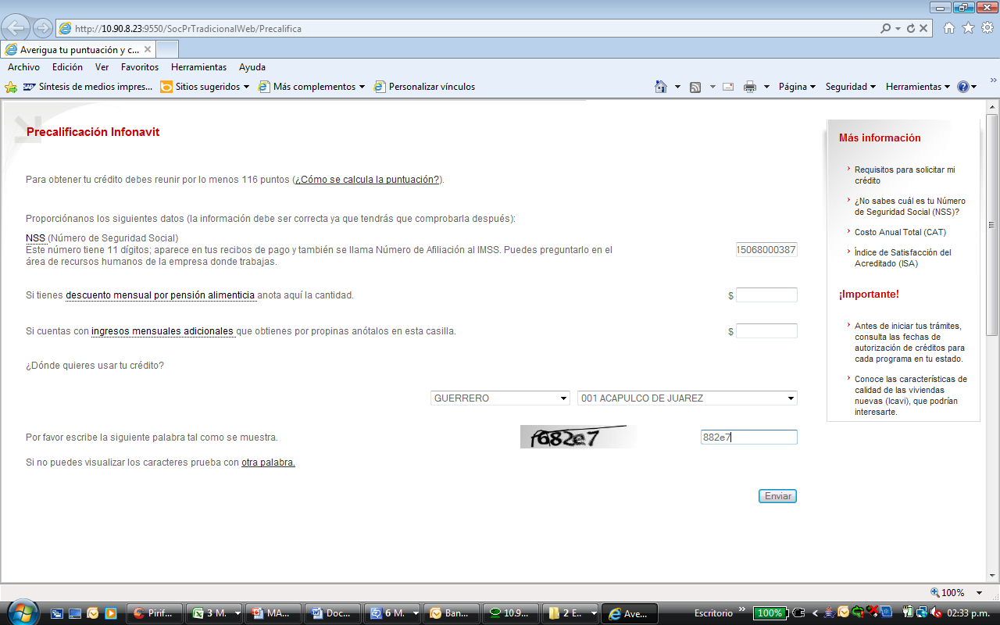 http://10.90.8.23:9550/SocPrTradicionalWeb/Precalifica
Averigua tu puntuación y c...
Archivo Edición Ver Favoritos Herramientas Ayuda
Síntesis de medios impres... Sitios sugeridos Más complementos Personalizar vínculos Página Seguridad Herramientas
Precalificación Infonavit
Para obtener tu crédito debes reunir por lo menos 116 puntos (¿Cómo se calcula la puntuación?).
Proporciónanos los siguientes datos (la información debe ser correcta ya que tendrás que comprobarla después):
NSS (Número de Seguridad Social)
Este número tiene 11 dígitos; aparece en tus recibos de pago y también se llama Número de Afiliación al IMSS. Puedes preguntarlo en el
área de recursos humanos de la empresa donde trabajas.
15068000387
Si tienes descuento mensual por pensión alimenticia anota aquí la cantidad. $
Si cuentas con ingresos mensuales adicionales que obtienes por propinas anótalos en esta casilla. $
¿Dónde quieres usar tu crédito?
GUERRERO 001 ACAPULCO DE JUAREZ
Por favor escribe la siguiente palabra tal como se muestra. 882e7
Si no puedes visualizar los caracteres prueba con otra palabra.
Enviar
Más información
Requisitos para solicitar mi
crédito
¿No sabes cuál es tu Número
de Seguridad Social (NSS)?
Costo Anual Total (CAT)
Índice de Satisfacción del
Acreditado (ISA)
¡Importante!
Antes de iniciar tus trámites,
consulta las fechas de
autorización de créditos para
cada programa en tu estado.
Conoce las características de
calidad de las viviendas
nuevas (Icavi), que podrían
interesarte.
100%
Pirif... 3 M. MA... Doc... 6 M. Ban... 10.9... 2 E.. Ave... Escritorio 100% 02:33 p.m.